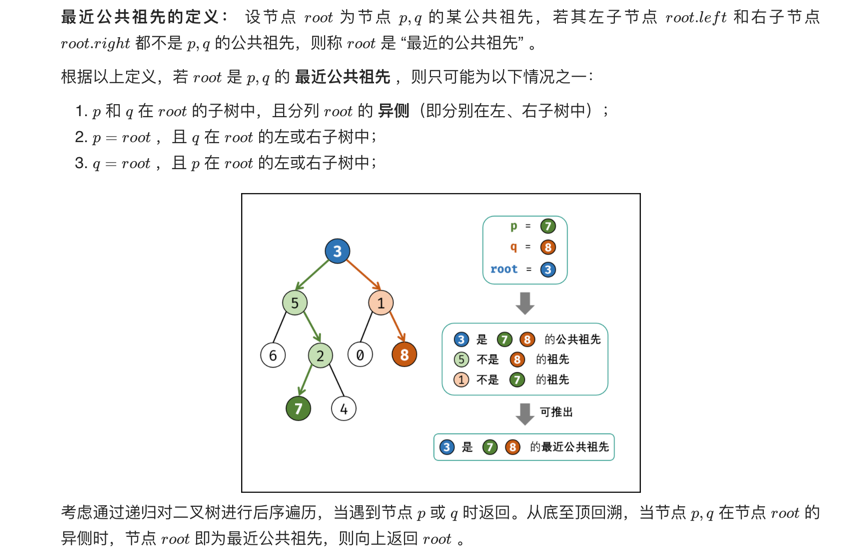 最近公共祖先的定义： 设节点 root 为节点 p, q 的某公共祖先，若其左子节点 root.left 和右子节点
root.right 都不是 p, q 的公共祖先，则称 root 是 “最近的公共祖先” 。
根据以上定义，若 root 是 p, q 的 最近公共祖先 ，则只可能为以下情况之一：
1. p 和 q 在 root 的子树中，且分列 root 的 异侧（即分别在左、右子树中）；
2. p = root ，且 q 在 root 的左或右子树中；
3. q = root ，且 p 在 root 的左或右子树中；
3
5 1
6 2 0 8
7 4
p = 7
q = 8
root = 3
3 是 7 8 的公共祖先
5 不是 8 的祖先
1 不是 7 的祖先
可推出
3 是 7 8 的最近公共祖先
考虑通过递归对二叉树进行后序遍历，当遇到节点 p 或 q 时返回。从底至顶回溯，当节点 p, q 在节点 root 的
异侧时，节点 root 即为最近公共祖先，则向上返回 root 。